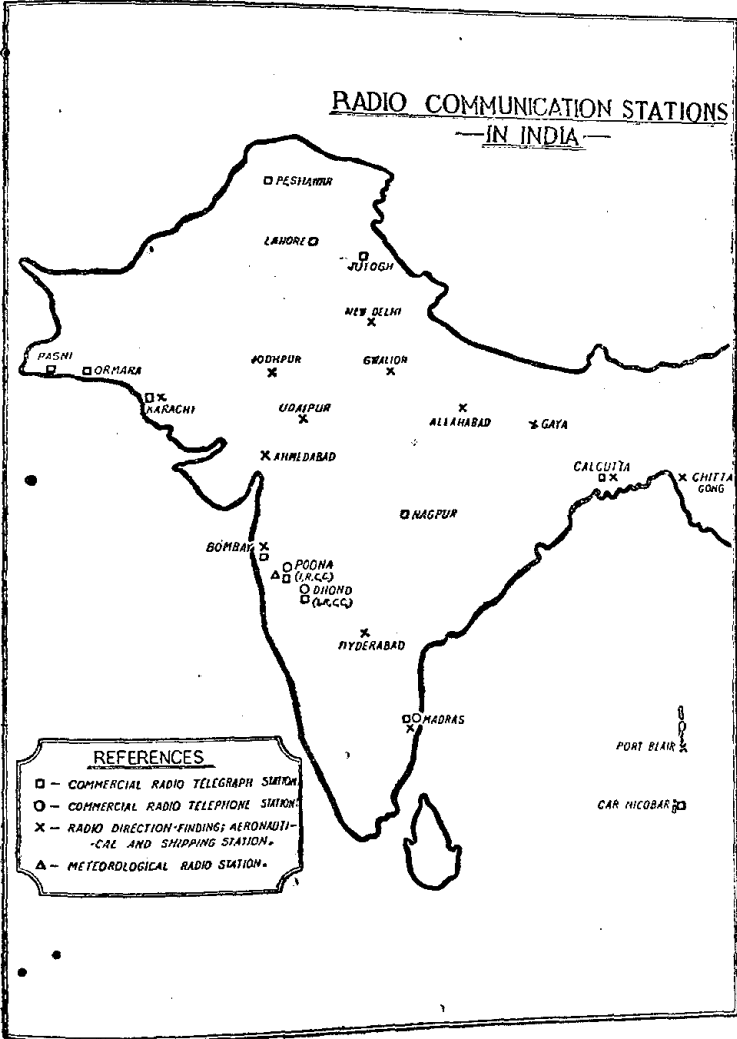 RADIO COMMUNICATION STATIONS
—IN INDIA—
PESHAWAR
LAHORE
JUTOGH
NEW DELHI
PASNI
ORMARA
JODHPUR
GWALIOR
KARACHI
UDAIPUR
ALLAHABAD
GAYA
AHMEDABAD
CALCUTTA
CHITTA
GONG
NAGPUR
BOMBAY
POONA
(I.R.C.C.)
DHOND
(I.R.C.C.)
HYDERABAD
MADRAS
PORT BLAIR
CAR NICOBAR
REFERENCES
□ — COMMERCIAL RADIO TELEGRAPH STATION.
○ — COMMERCIAL RADIO TELEPHONE STATION.
× — RADIO DIRECTION-FINDING; AERONAUTI-
-CAL AND SHIPPING STATION.
△ — METEOROLOGICAL RADIO STATION.